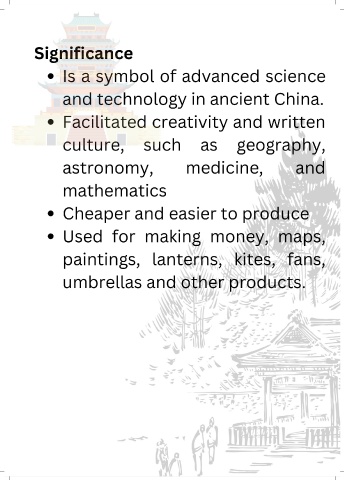 Significance
• Is a symbol of advanced science
and technology in ancient China.
• Facilitated creativity and written
culture, such as geography,
astronomy, medicine, and
mathematics
• Cheaper and easier to produce
• Used for making money, maps,
paintings, lanterns, kites, fans,
umbrellas and other products.